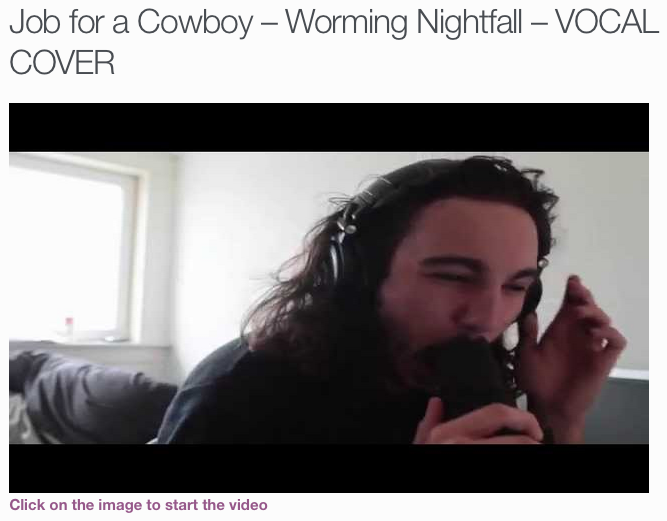 Job for a Cowboy – Worming Nightfall – VOCAL
COVER
Click on the image to start the video